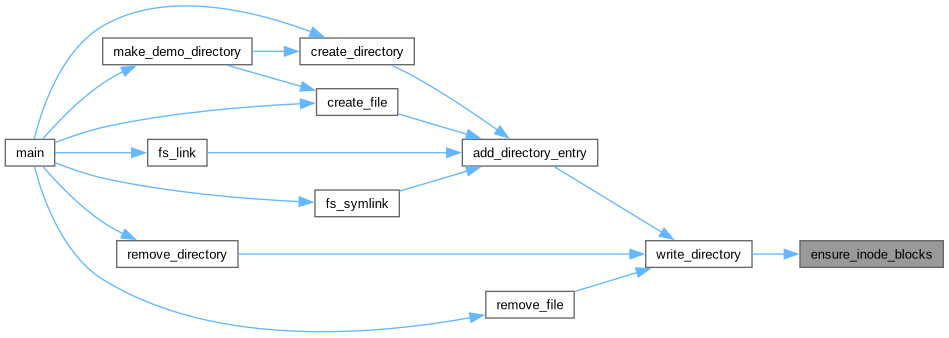 create_directory
make_demo_directory
create_file
main
fs_link
add_directory_entry
fs_symlink
remove_directory
write_directory
ensure_inode_blocks
remove_file